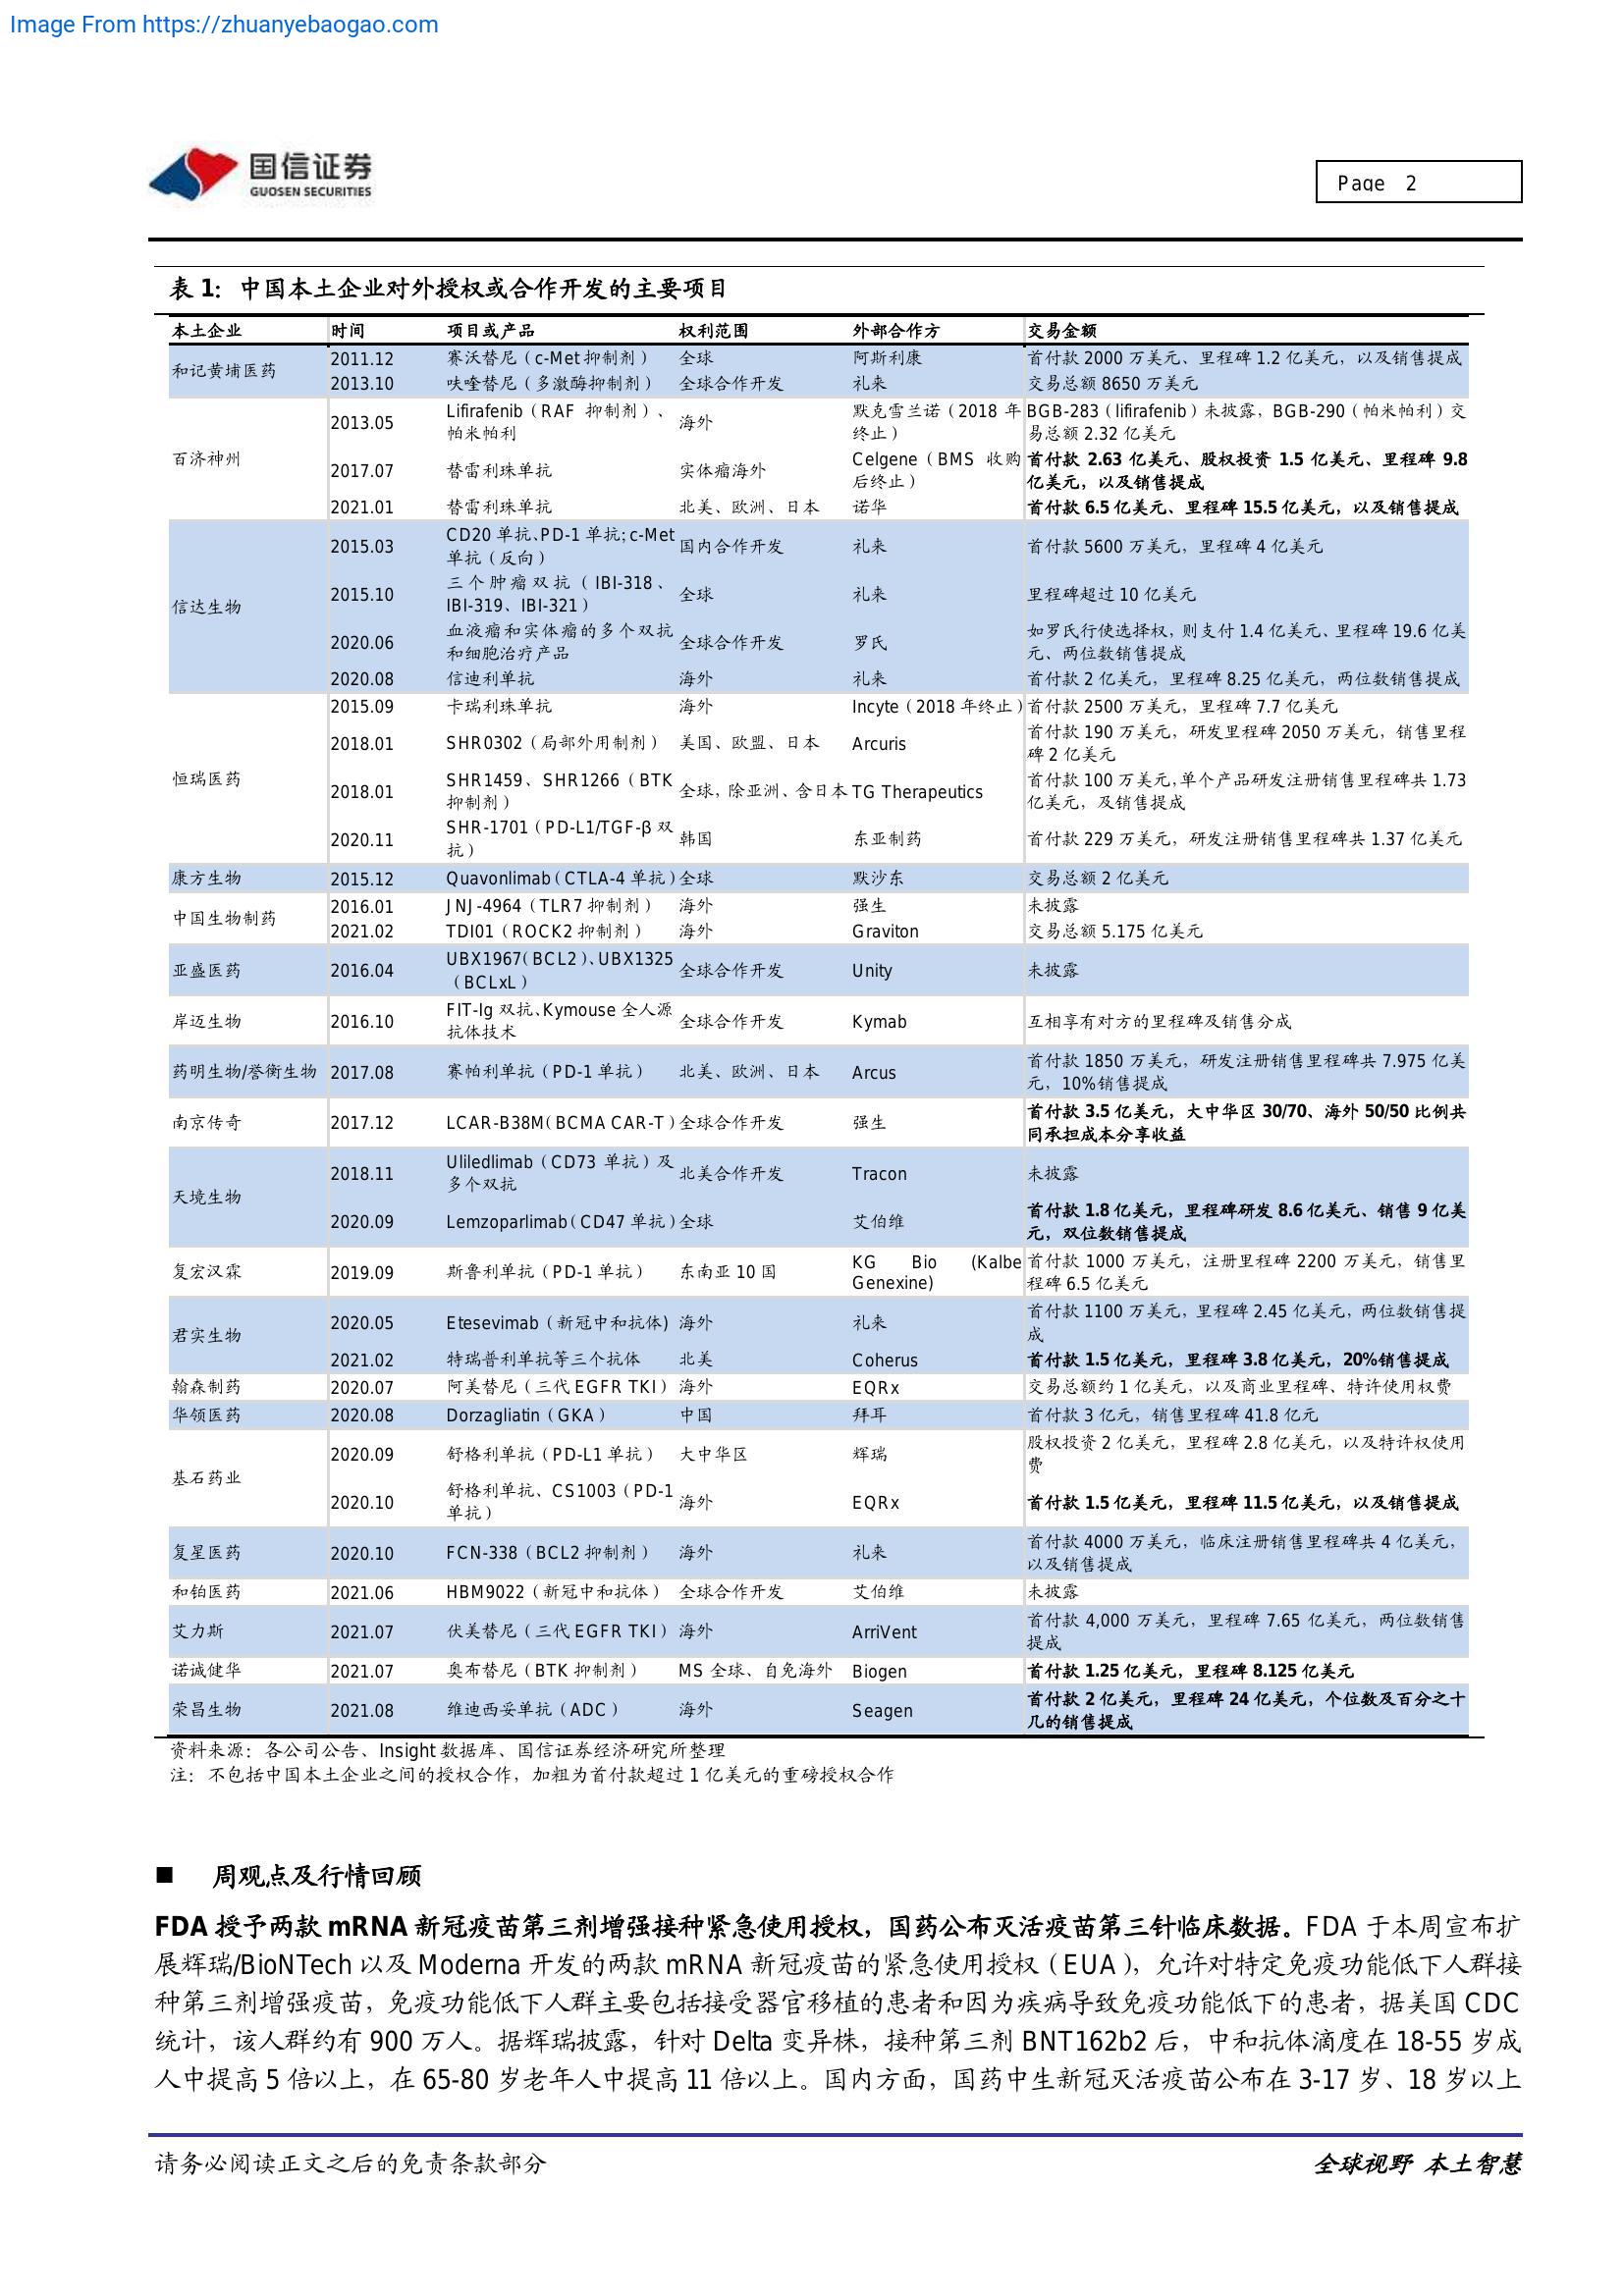 Image From https://zhuanyebaogao.com
国信证券
GUOSEN SECURITIES
Page 2
表 1：中国本土企业对外授权或合作开发的主要项目
本土企业 时间 项目或产品 权利范围 外部合作方 交易金额
和记黄埔医药 2011.12 赛沃替尼（c-Met 抑制剂） 全球 阿斯利康 首付款 2000 万美元、里程碑 1.2 亿美元，以及销售提成
2013.10 呋喹替尼（多激酶抑制剂） 全球合作开发 礼来 交易总额 8650 万美元
百济神州 2013.05 Lifirafenib（RAF 抑制剂）、帕米帕利 海外 默克雪兰诺（2018 年终止） BGB-283（lifirafenib）未披露，BGB-290（帕米帕利）交易总额 2.32 亿美元
2017.07 替雷利珠单抗 实体瘤海外 Celgene（BMS 收购后终止） 首付款 2.63 亿美元、股权投资 1.5 亿美元、里程碑 9.8 亿美元，以及销售提成
2021.01 替雷利珠单抗 北美、欧洲、日本 诺华 首付款 6.5 亿美元、里程碑 15.5 亿美元，以及销售提成
信达生物 2015.03 CD20 单抗、PD-1 单抗；c-Met 单抗（反向） 国内合作开发 礼来 首付款 5600 万美元，里程碑 4 亿美元
2015.10 三个肿瘤双抗（IBI-318、IBI-319、IBI-321） 全球 礼来 里程碑超过 10 亿美元
2020.06 血液瘤和实体瘤的多个双抗和细胞治疗产品 全球合作开发 罗氏 如罗氏行使选择权，则支付 1.4 亿美元、里程碑 19.6 亿美元、两位数销售提成
2020.08 信迪利单抗 海外 礼来 首付款 2 亿美元，里程碑 8.25 亿美元，两位数销售提成
恒瑞医药 2015.09 卡瑞利珠单抗 海外 Incyte（2018 年终止） 首付款 2500 万美元，里程碑 7.7 亿美元
2018.01 SHR0302（局部外用制剂） 美国、欧盟、日本 Arcuris 首付款 190 万美元，研发里程碑 2050 万美元，销售里程碑 2 亿美元
2018.01 SHR1459、SHR1266（BTK 抑制剂） 全球，除亚洲、含日本 TG Therapeutics 首付款 100 万美元，单个产品研发注册销售里程碑共 1.73 亿美元，及销售提成
2020.11 SHR-1701（PD-L1/TGF-β 双抗） 韩国 东亚制药 首付款 229 万美元，研发注册销售里程碑共 1.37 亿美元
康方生物 2015.12 Quavonlimab（CTLA-4 单抗） 全球 默沙东 交易总额 2 亿美元
中国生物制药 2016.01 JNJ-4964（TLR7 抑制剂） 海外 强生 未披露
2021.02 TDI01（ROCK2 抑制剂） 海外 Graviton 交易总额 5.175 亿美元
亚盛医药 2016.04 UBX1967（BCL2）、UBX1325（BCLxL） 全球合作开发 Unity 未披露
岸迈生物 2016.10 FIT-Ig 双抗、Kymouse 全人源抗体技术 全球合作开发 Kymab 互相享有对方的里程碑及销售分成
药明生物/誉衡生物 2017.08 赛帕利单抗（PD-1 单抗） 北美、欧洲、日本 Arcus 首付款 1850 万美元，研发注册销售里程碑共 7.975 亿美元，10%销售提成
南京传奇 2017.12 LCAR-B38M（BCMA CAR-T） 全球合作开发 强生 首付款 3.5 亿美元，大中华区 30/70、海外 50/50 比例共同承担成本分享收益
天境生物 2018.11 Uliledlimab（CD73 单抗）及多个双抗 北美合作开发 Tracon 未披露
2020.09 Lemzoparlimab（CD47 单抗） 全球 艾伯维 首付款 1.8 亿美元，里程碑研发 8.6 亿美元、销售 9 亿美元，双位数销售提成
复宏汉霖 2019.09 斯鲁利单抗（PD-1 单抗） 东南亚 10 国 KG Bio (Kalbe Genexine) 首付款 1000 万美元，注册里程碑 2200 万美元，销售里程碑 6.5 亿美元
君实生物 2020.05 Etesevimab（新冠中和抗体) 海外 礼来 首付款 1100 万美元，里程碑 2.45 亿美元，两位数销售提成
2021.02 特瑞普利单抗等三个抗体 北美 Coherus 首付款 1.5 亿美元，里程碑 3.8 亿美元，20%销售提成
翰森制药 2020.07 阿美替尼（三代 EGFR TKI） 海外 EQRx 交易总额约 1 亿美元，以及商业里程碑、特许使用权费
华领医药 2020.08 Dorzagliatin（GKA） 中国 拜耳 首付款 3 亿元，销售里程碑 41.8 亿元
基石药业 2020.09 舒格利单抗（PD-L1 单抗） 大中华区 辉瑞 股权投资 2 亿美元，里程碑 2.8 亿美元，以及特许权使用费
2020.10 舒格利单抗、CS1003（PD-1 单抗） 海外 EQRx 首付款 1.5 亿美元，里程碑 11.5 亿美元，以及销售提成
复星医药 2020.10 FCN-338（BCL2 抑制剂） 海外 礼来 首付款 4000 万美元，临床注册销售里程碑共 4 亿美元，以及销售提成
和铂医药 2021.06 HBM9022（新冠中和抗体） 全球合作开发 艾伯维 未披露
艾力斯 2021.07 伏美替尼（三代 EGFR TKI） 海外 ArriVent 首付款 4,000 万美元，里程碑 7.65 亿美元，两位数销售提成
诺诚健华 2021.07 奥布替尼（BTK 抑制剂） MS 全球、自免海外 Biogen 首付款 1.25 亿美元，里程碑 8.125 亿美元
荣昌生物 2021.08 维迪西妥单抗（ADC） 海外 Seagen 首付款 2 亿美元，里程碑 24 亿美元，个位数及百分之十几的销售提成
资料来源：各公司公告、Insight 数据库、国信证券经济研究所整理
注：不包括中国本土企业之间的授权合作，加粗为首付款超过 1 亿美元的重磅授权合作
■ 周观点及行情回顾
FDA 授予两款 mRNA 新冠疫苗第三剂增强接种紧急使用授权，国药公布灭活疫苗第三针临床数据。FDA 于本周宣布扩
展辉瑞/BioNTech 以及 Moderna 开发的两款 mRNA 新冠疫苗的紧急使用授权（EUA），允许对特定免疫功能低下人群接
种第三剂增强疫苗，免疫功能低下人群主要包括接受器官移植的患者和因为疾病导致免疫功能低下的患者，据美国 CDC
统计，该人群约有 900 万人。据辉瑞披露，针对 Delta 变异株，接种第三剂 BNT162b2 后，中和抗体滴度在 18-55 岁成
人中提高 5 倍以上，在 65-80 岁老年人中提高 11 倍以上。国内方面，国药中生新冠灭活疫苗公布在 3-17 岁、18 岁以上
请务必阅读正文之后的免责条款部分
全球视野 本土智慧